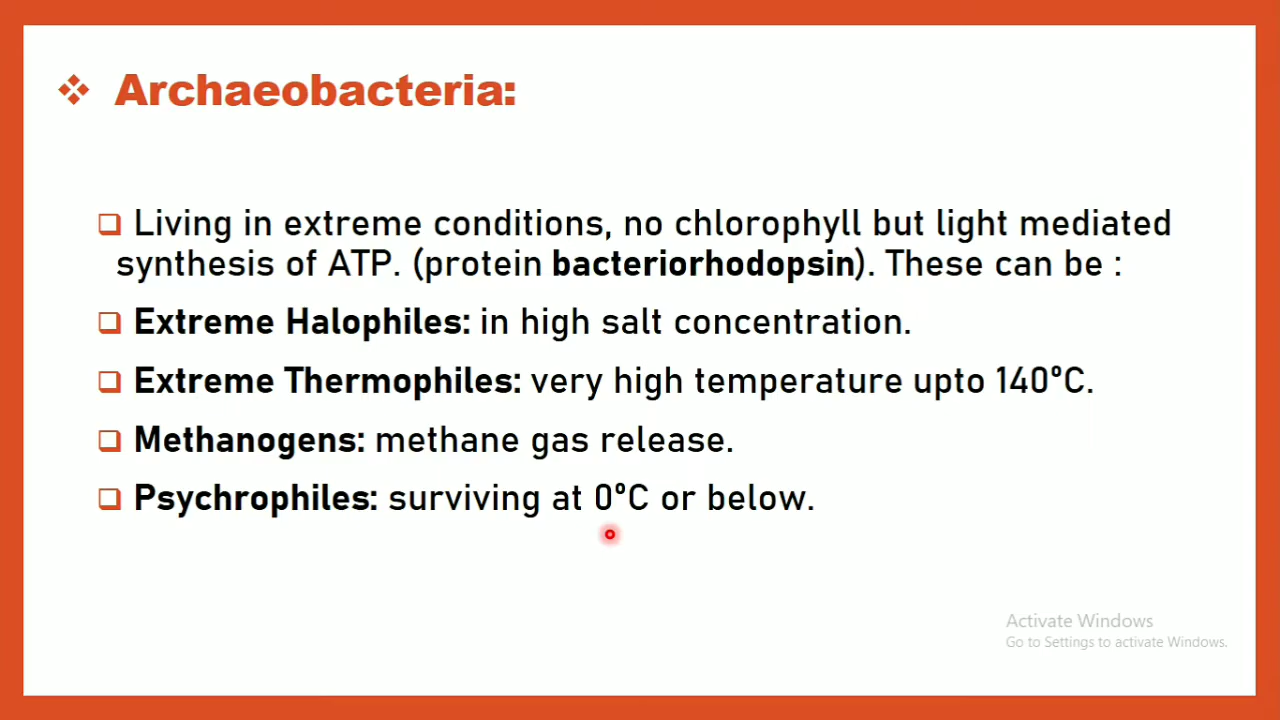 Archaeobacteria:
Living in extreme conditions, no chlorophyll but light mediated
synthesis of ATP. (protein bacteriorhodopsin). These can be :
Extreme Halophiles: in high salt concentration.
Extreme Thermophiles: very high temperature upto 140°C.
Methanogens: methane gas release.
Psychrophiles: surviving at 0°C or below.
Activate Windows
Go to Settings to activate Windows.